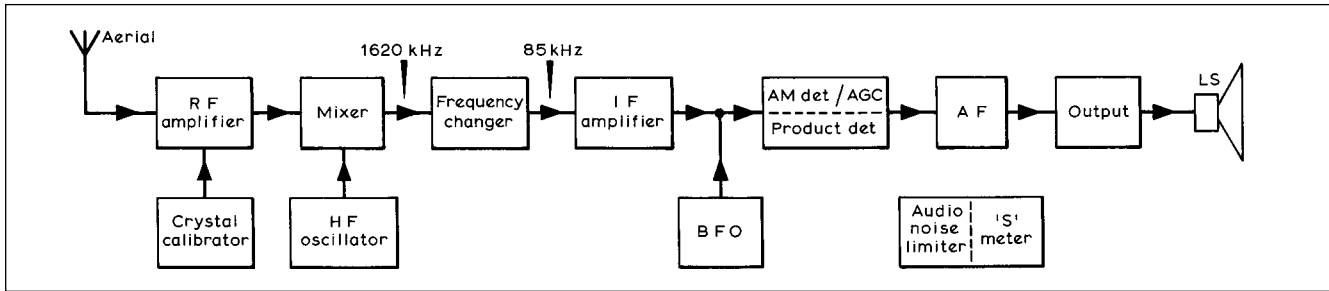 Aerial
1620 kHz
85 kHz
LS
RF
amplifier
Mixer
Frequency
changer
IF
amplifier
AM det / AGC
Product det
AF
Output
Crystal
calibrator
HF
oscillator
BFO
Audio
noise
limiter
'S'
meter